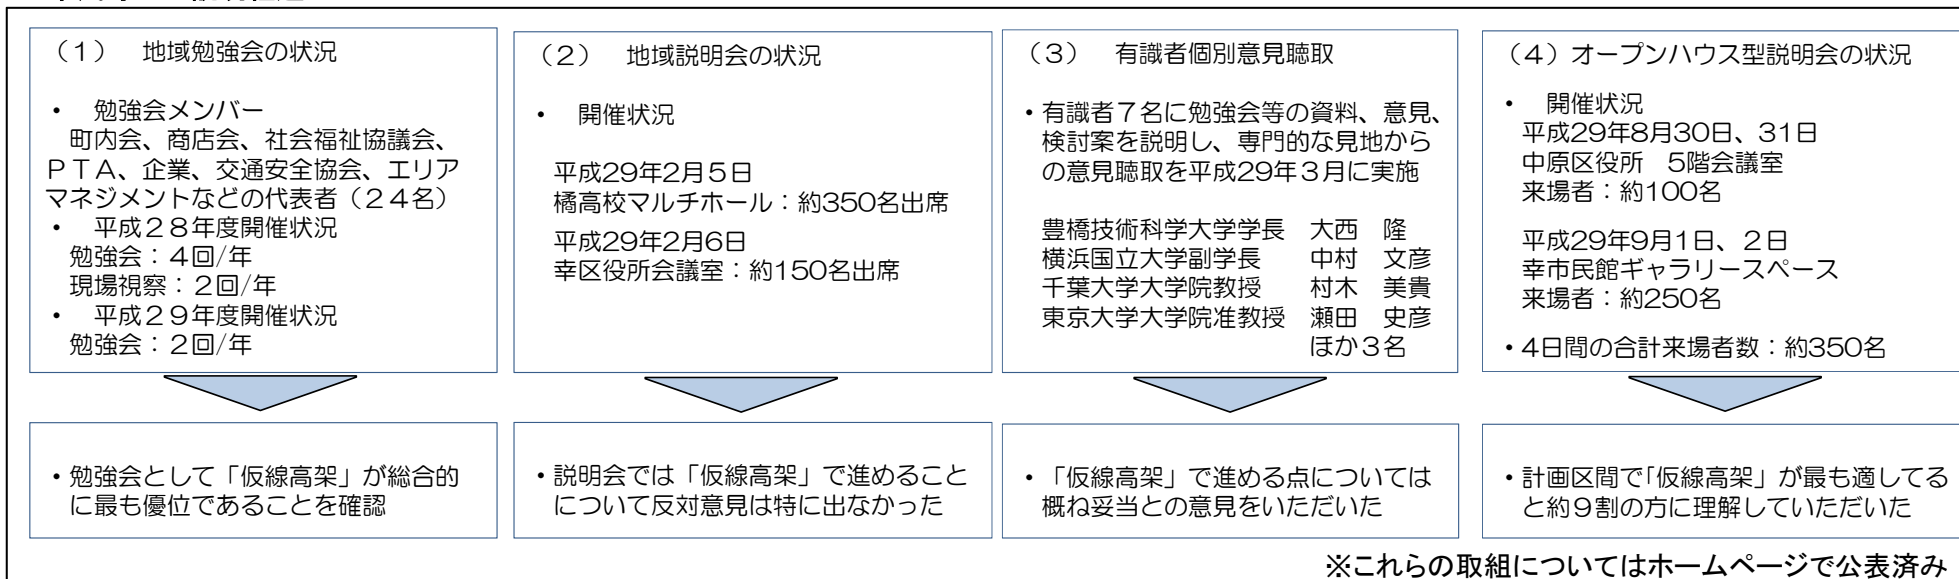 （１）　地域勉強会の状況
・　勉強会メンバー
町内会、商店会、社会福祉協議会、
ＰＴＡ、企業、交通安全協会、エリア
マネジメントなどの代表者（２４名）
・　平成２８年度開催状況
勉強会：４回/年
現場視察：２回/年
・　平成２９年度開催状況
勉強会：２回/年
・勉強会として「仮線高架」が総合的
に最も優位であることを確認
（２）　地域説明会の状況
・　開催状況
平成29年2月５日
橘高校マルチホール：約350名出席
平成29年2月6日
幸区役所会議室：約150名出席
・説明会では「仮線高架」で進めること
について反対意見は特に出なかった
（３）　有識者個別意見聴取
・有識者７名に勉強会等の資料、意見、
検討案を説明し、専門的な見地から
の意見聴取を平成29年３月に実施
豊橋技術科学大学学長　大西　隆
横浜国立大学副学長　中村　文彦
千葉大学大学院教授　村木　美貴
東京大学大学院准教授　瀬田　史彦
ほか３名
・「仮線高架」で進める点については
概ね妥当との意見をいただいた
（４）オープンハウス型説明会の状況
・　開催状況
平成29年8月30日、31日
中原区役所　5階会議室
来場者：約100名
平成29年9月1日、２日
幸市民館ギャラリースペース
来場者：約250名
・4日間の合計来場者数：約350名
・計画区間で「仮線高架」が最も適してる
と約９割の方に理解していただいた
※これらの取組についてはホームページで公表済み